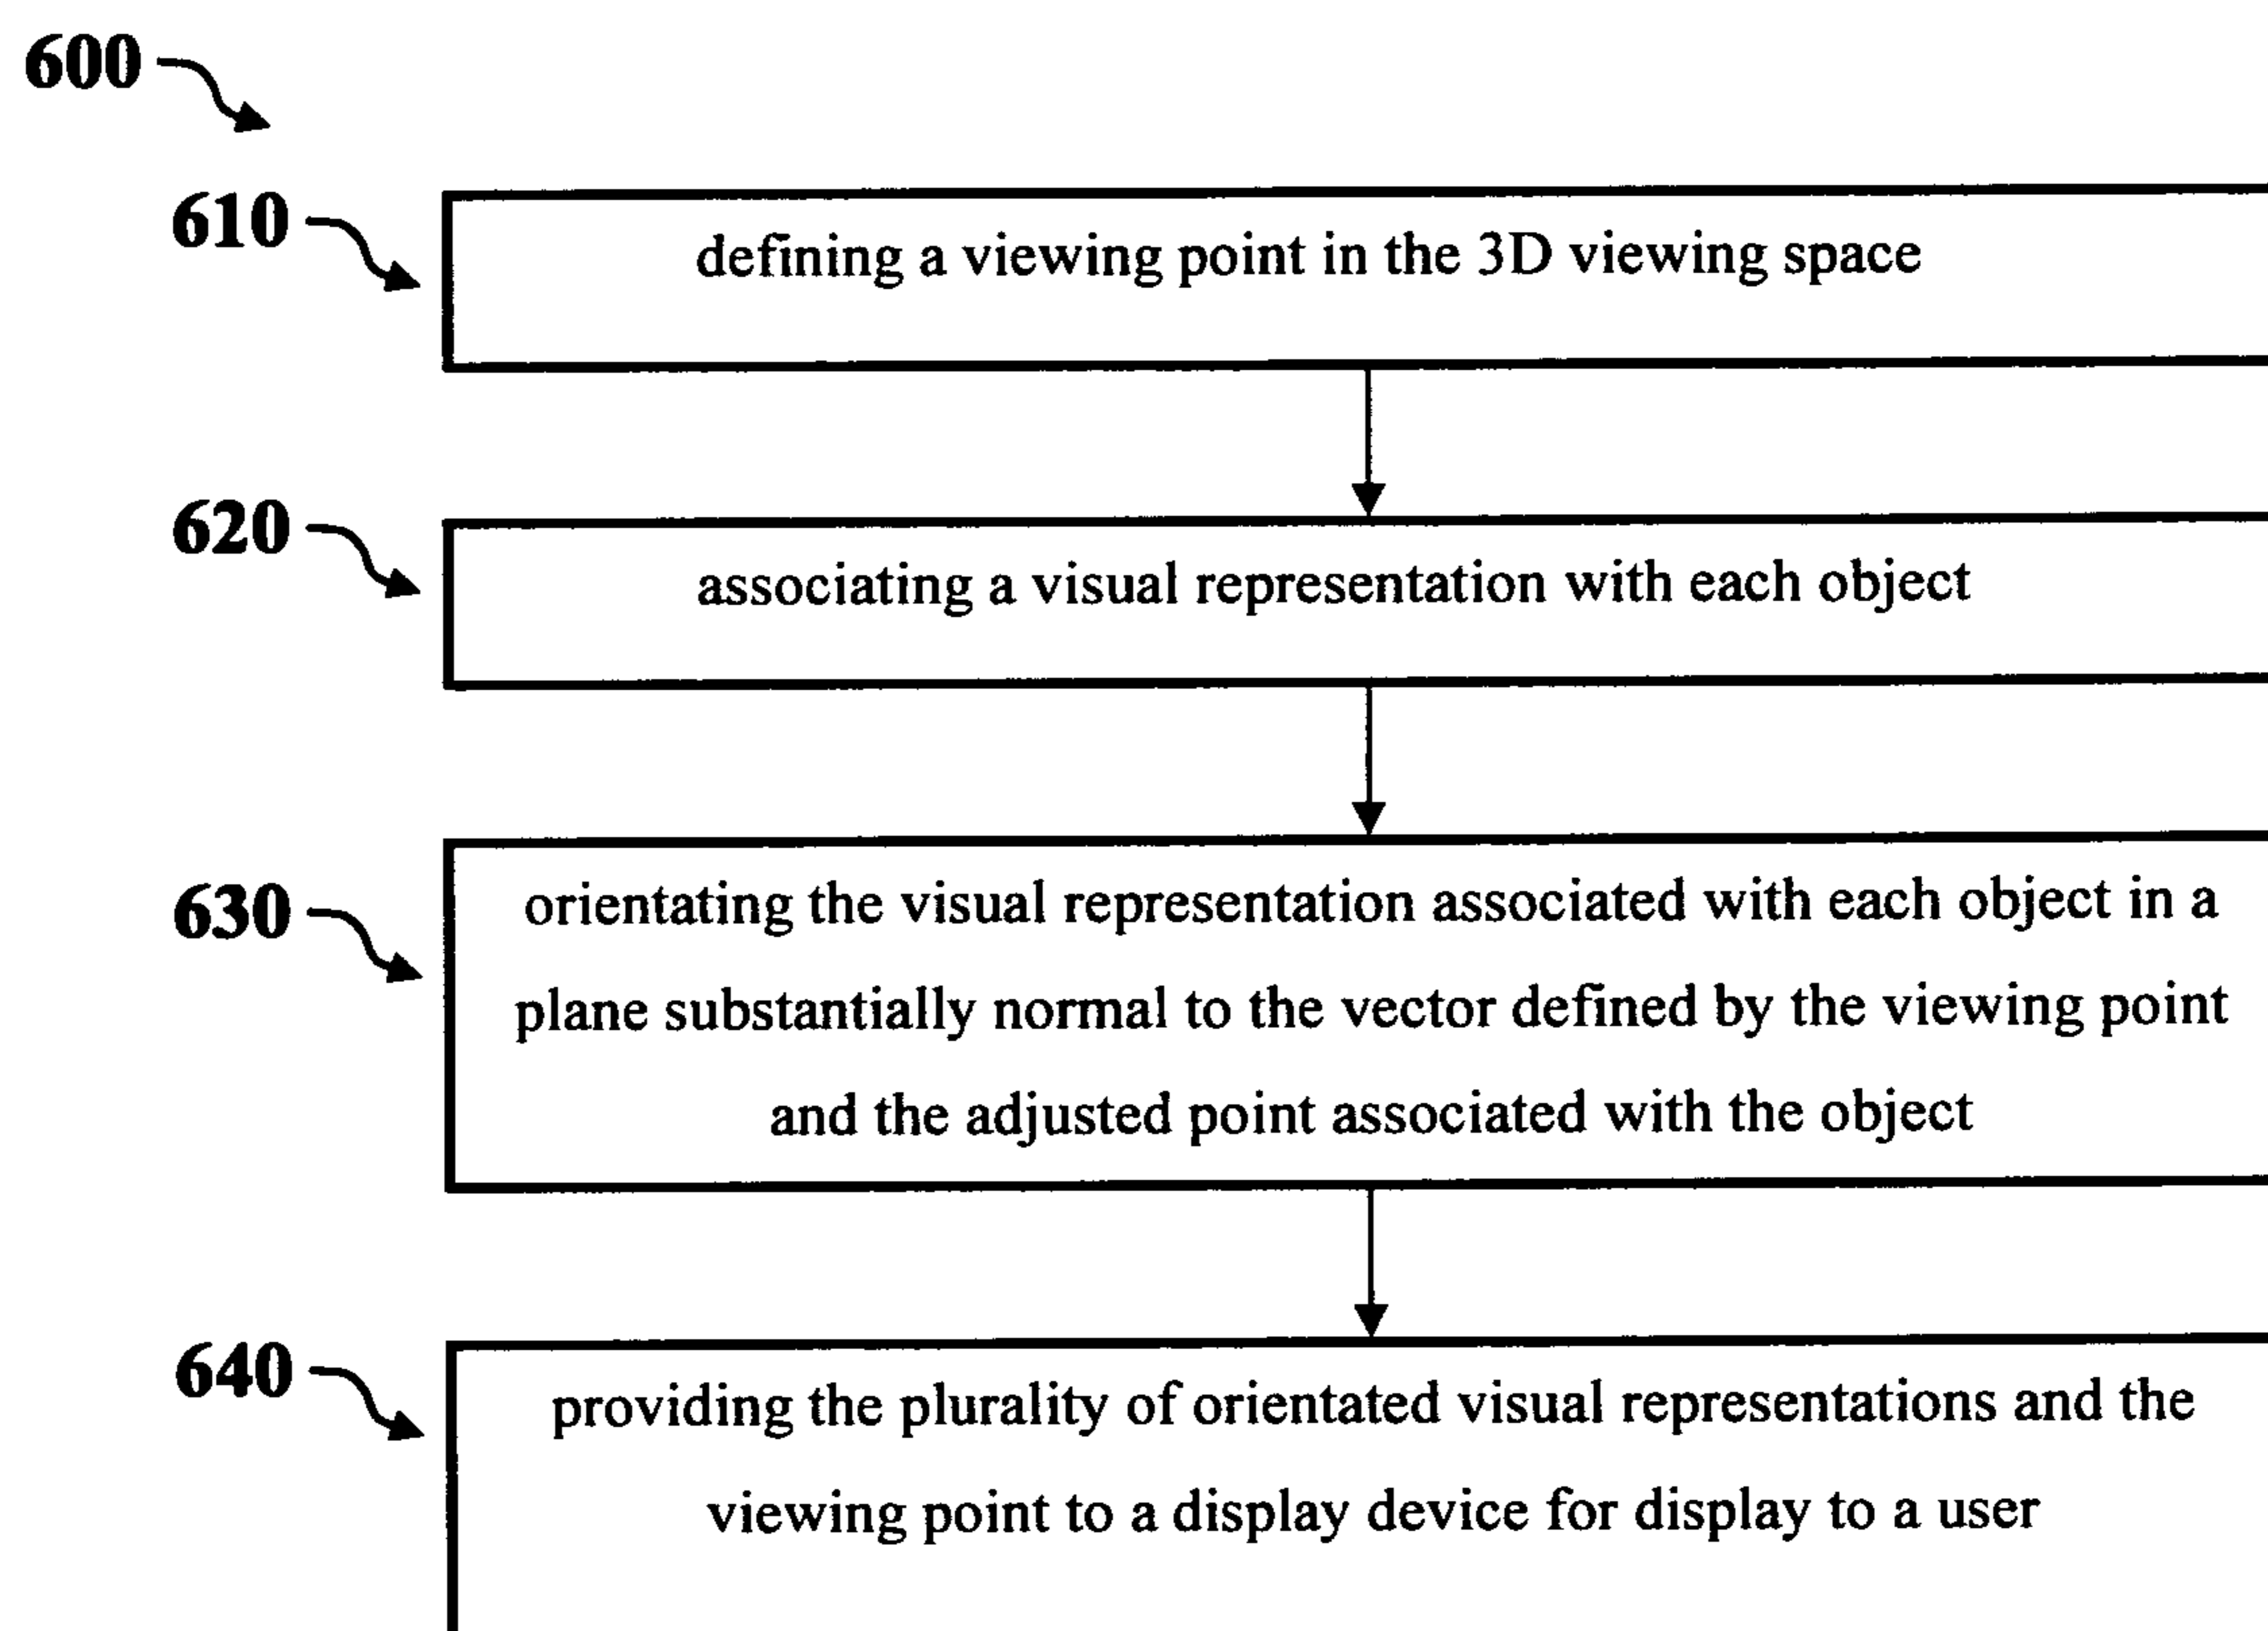 600
610
defining a viewing point in the 3D viewing space
620
associating a visual representation with each object
630
orientating the visual representation associated with each object in a
plane substantially normal to the vector defined by the viewing point
and the adjusted point associated with the object
640
providing the plurality of orientated visual representations and the
viewing point to a display device for display to a user